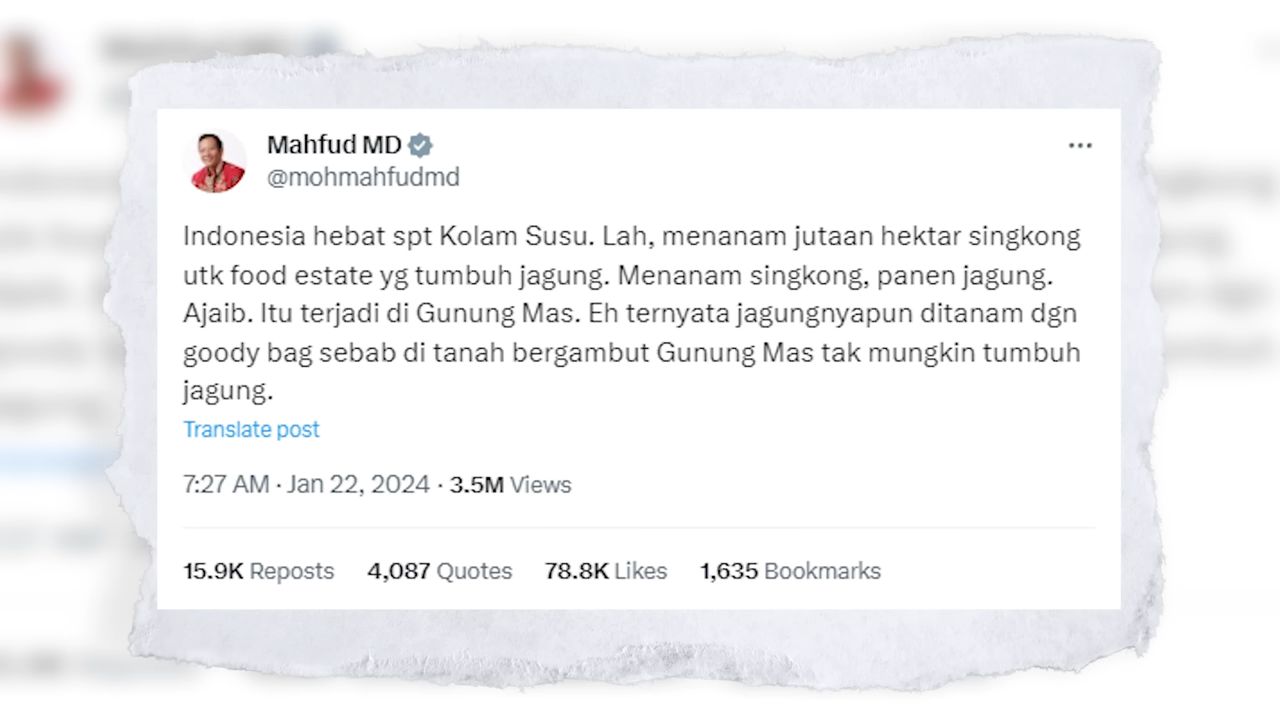 Mahfud MD
@mohmahfudmd
Indonesia hebat spt Kolam Susu. Lah, menanam jutaan hektar singkong
utk food estate yg tumbuh jagung. Menanam singkong, panen jagung.
Ajaib. Itu terjadi di Gunung Mas. Eh ternyata jagungnyapun ditanam dgn
goody bag sebab di tanah bergambut Gunung Mas tak mungkin tumbuh
jagung.
Translate post
7:27 AM · Jan 22, 2024 · 3.5M Views
15.9K Reposts 4,087 Quotes 78.8K Likes 1,635 Bookmarks